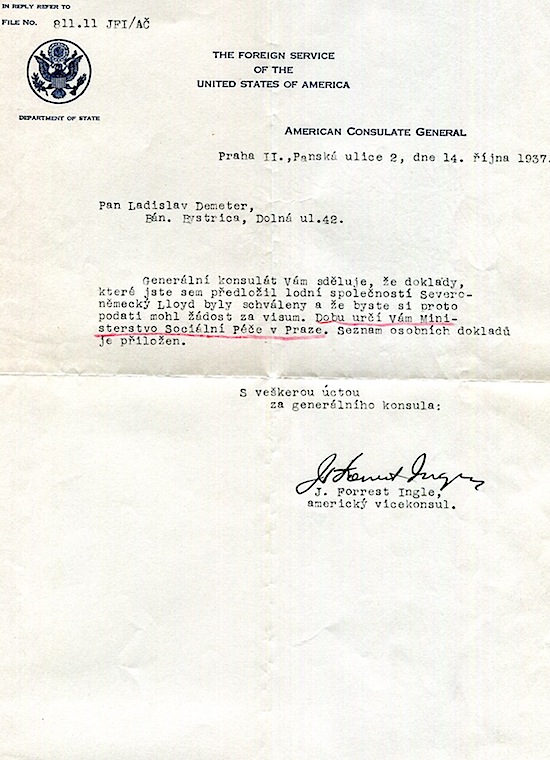 IN REPLY REFER TO
FILE NO. 811.11 JFI/AČ
THE FOREIGN SERVICE
OF THE
UNITED STATES OF AMERICA
DEPARTMENT OF STATE
AMERICAN CONSULATE GENERAL
Praha II.,Panská ulice 2, dne 14. října 1937.
Pan Ladislav Demeter,
Bán. Bystrica, Dolná ul.42.
Generální konsulát Vám sděluje, že doklady,
které jste sem předložil lodní společností Severo-
německý Lloyd byly schváleny a že byste si proto
podati mohl žádost za visum. Dobu určí Vám Mini-
sterstvo Sociální Péče v Praze. Seznam osobních dokladů
je přiložen.
S veškerou úctou
za generálního konsula:
J. Forrest Ingle
J. Forrest Ingle,
americký vicekonsul.